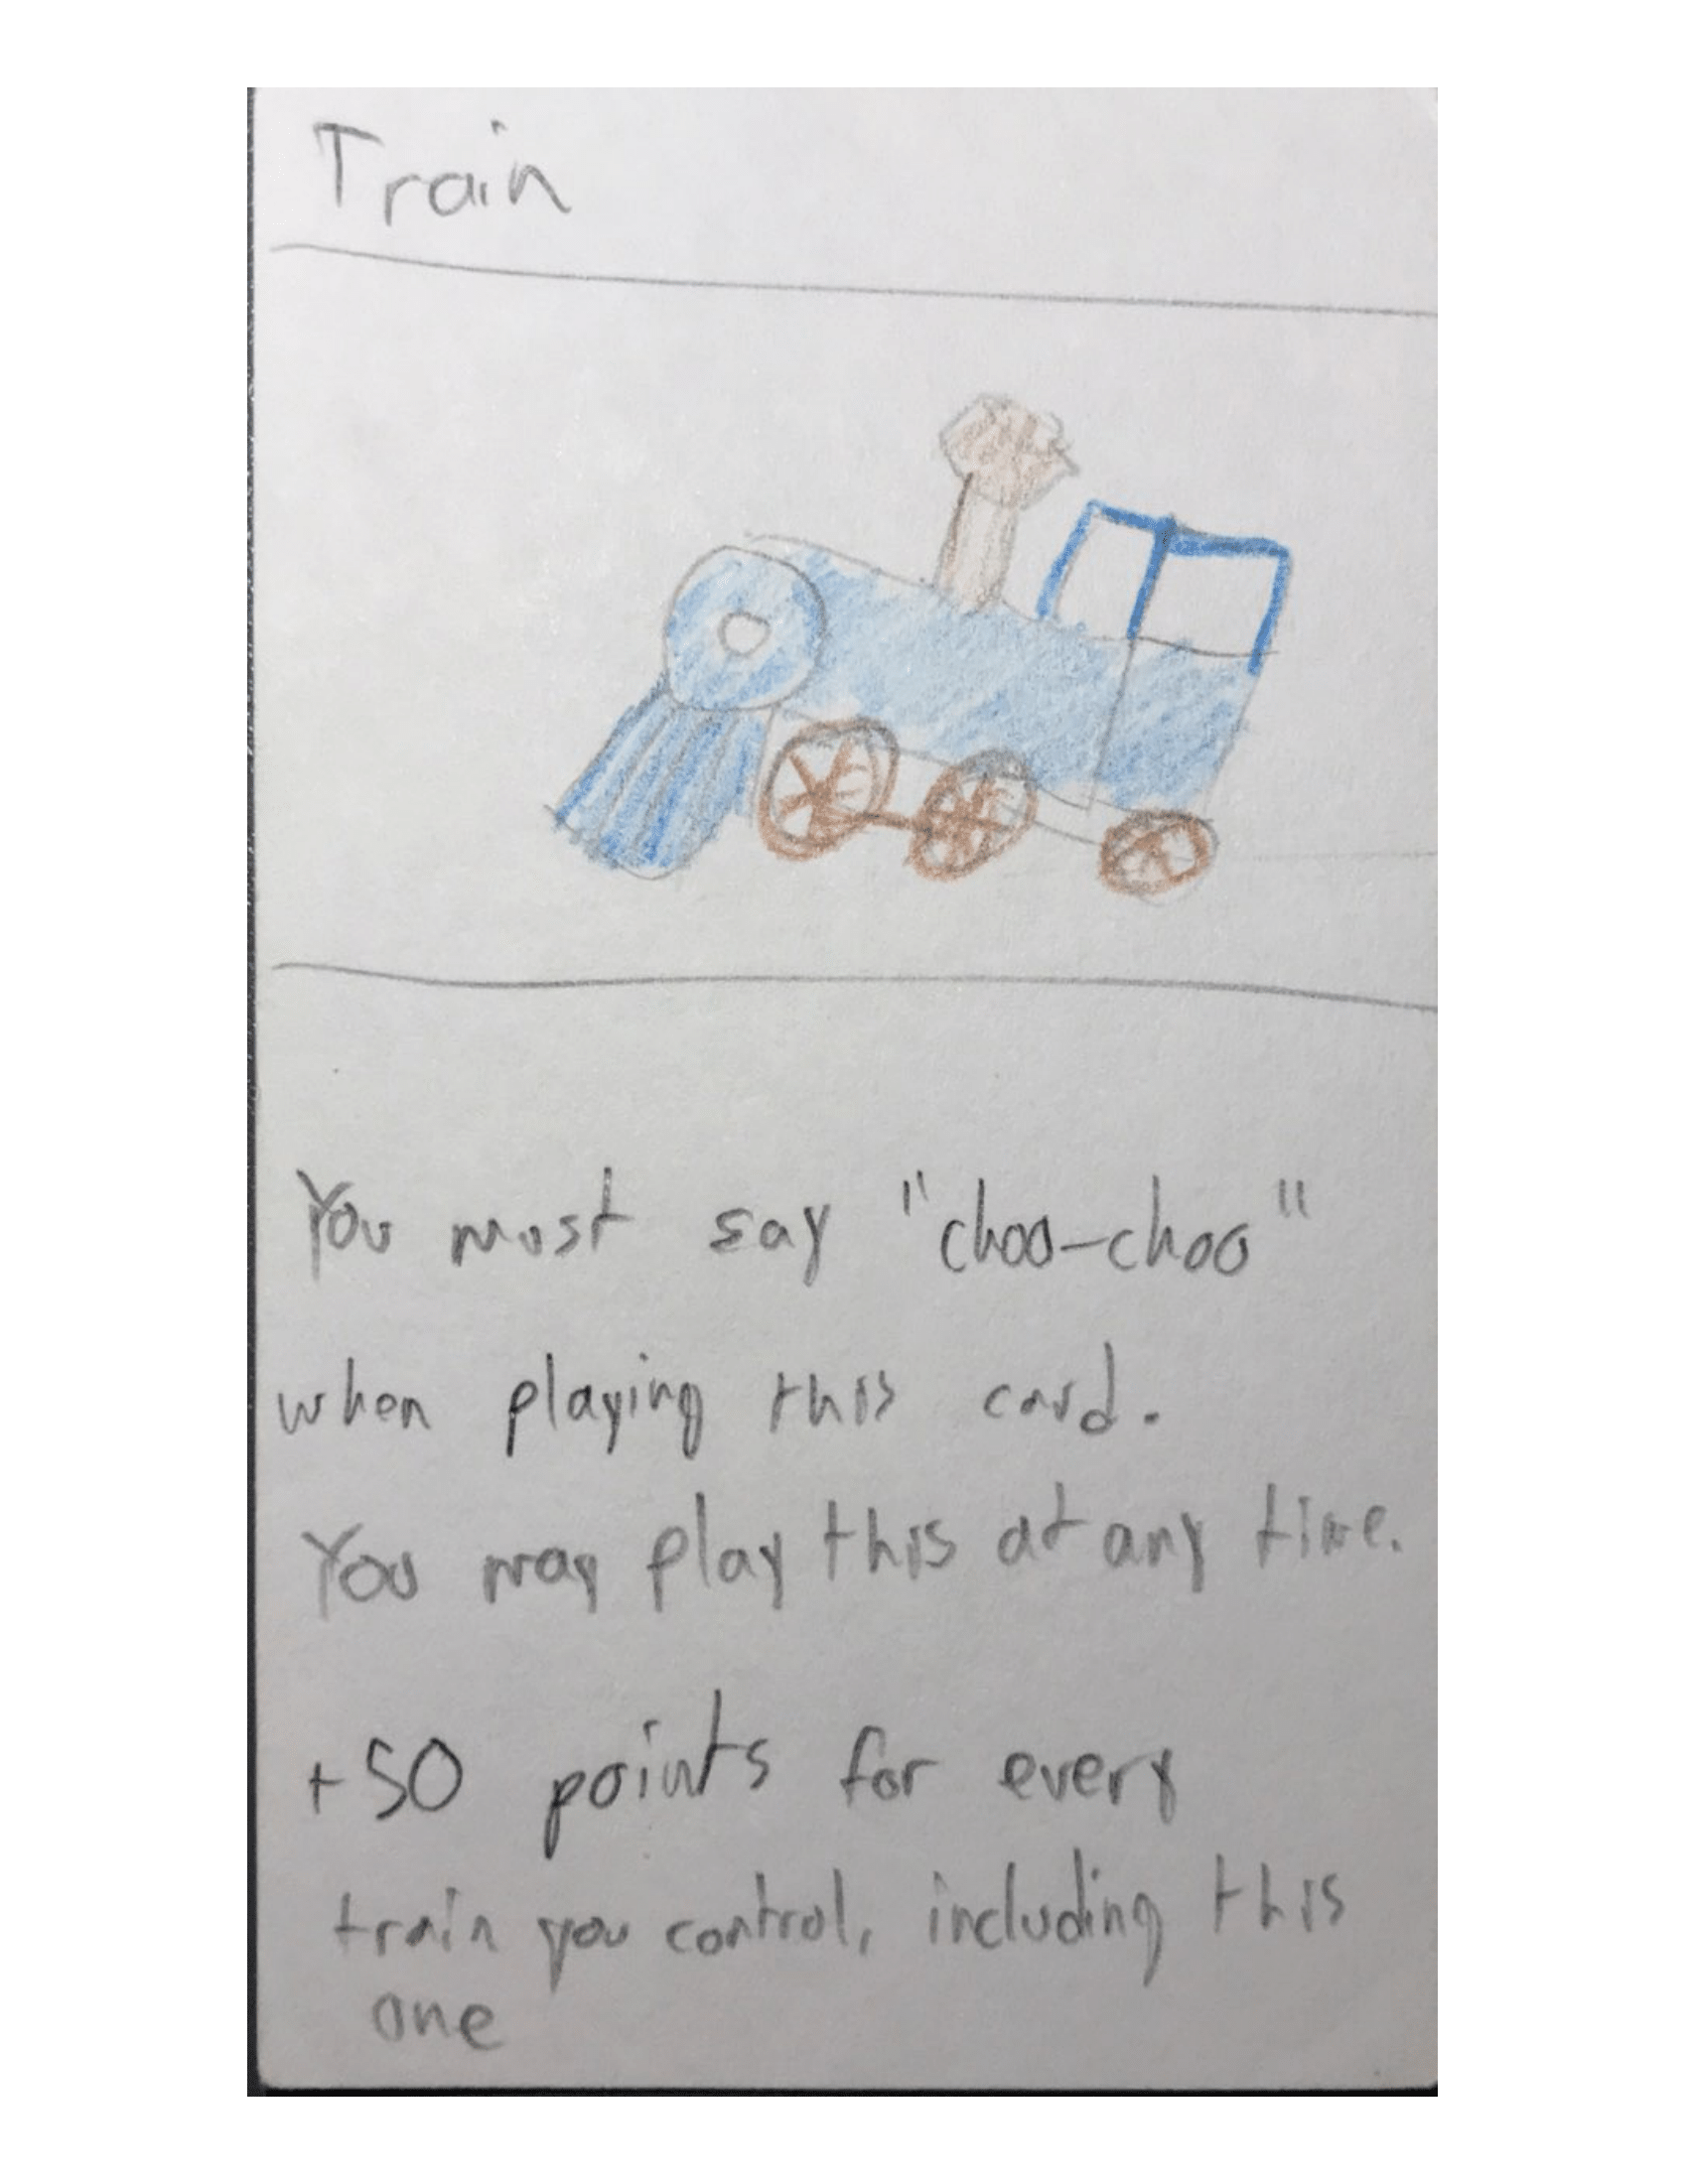 Train
You must say "choo-choo"
when playing this card.
You may play this at any time.
+50 points for every
train you control, including this
one